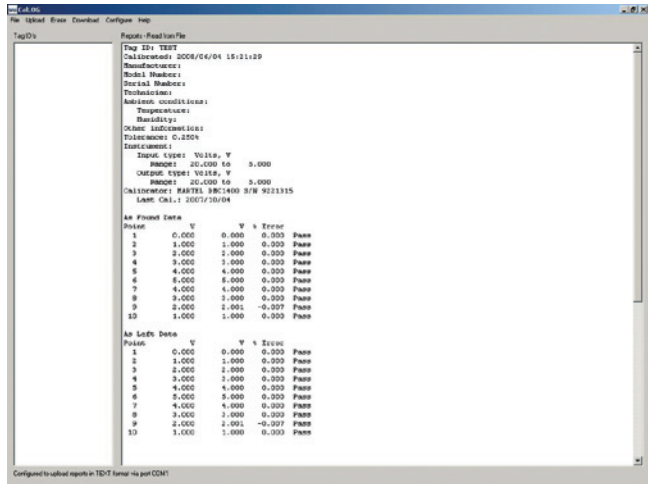 CalLOG
File Upload Erase Download Configure Help
Tag ID's
Reports - Read from File
Tag ID: TEST
Calibrated: 2008/06/04 15:21:29
Manufacturer:
Model Number:
Serial Number:
Technician:
Ambient conditions:
Temperature:
Humidity:
Other information:
Tolerance: 0.250%
Instrument:
Input type: Volts, V
Range: 20.000 to 5.000
Output type: Volts, V
Range: 20.000 to 5.000
Calibrator: MARTEL DMC1400 S/N 9221315
Last Cal.: 2007/10/04
As Found Data
Point V V % Error
1 0.000 0.000 0.000 Pass
2 1.000 1.000 0.000 Pass
3 2.000 2.000 0.000 Pass
4 3.000 3.000 0.000 Pass
5 4.000 4.000 0.000 Pass
6 5.000 5.000 0.000 Pass
7 4.000 4.000 0.000 Pass
8 3.000 3.000 0.000 Pass
9 2.000 2.001 -0.007 Pass
10 1.000 1.000 0.000 Pass
As Left Data
Point V V % Error
1 0.000 0.000 0.000 Pass
2 1.000 1.000 0.000 Pass
3 2.000 2.000 0.000 Pass
4 3.000 3.000 0.000 Pass
5 4.000 4.000 0.000 Pass
6 5.000 5.000 0.000 Pass
7 4.000 4.000 0.000 Pass
8 3.000 3.000 0.000 Pass
9 2.000 2.001 -0.007 Pass
10 1.000 1.000 0.000 Pass
Configured to upload reports in TEXT format via port COM1